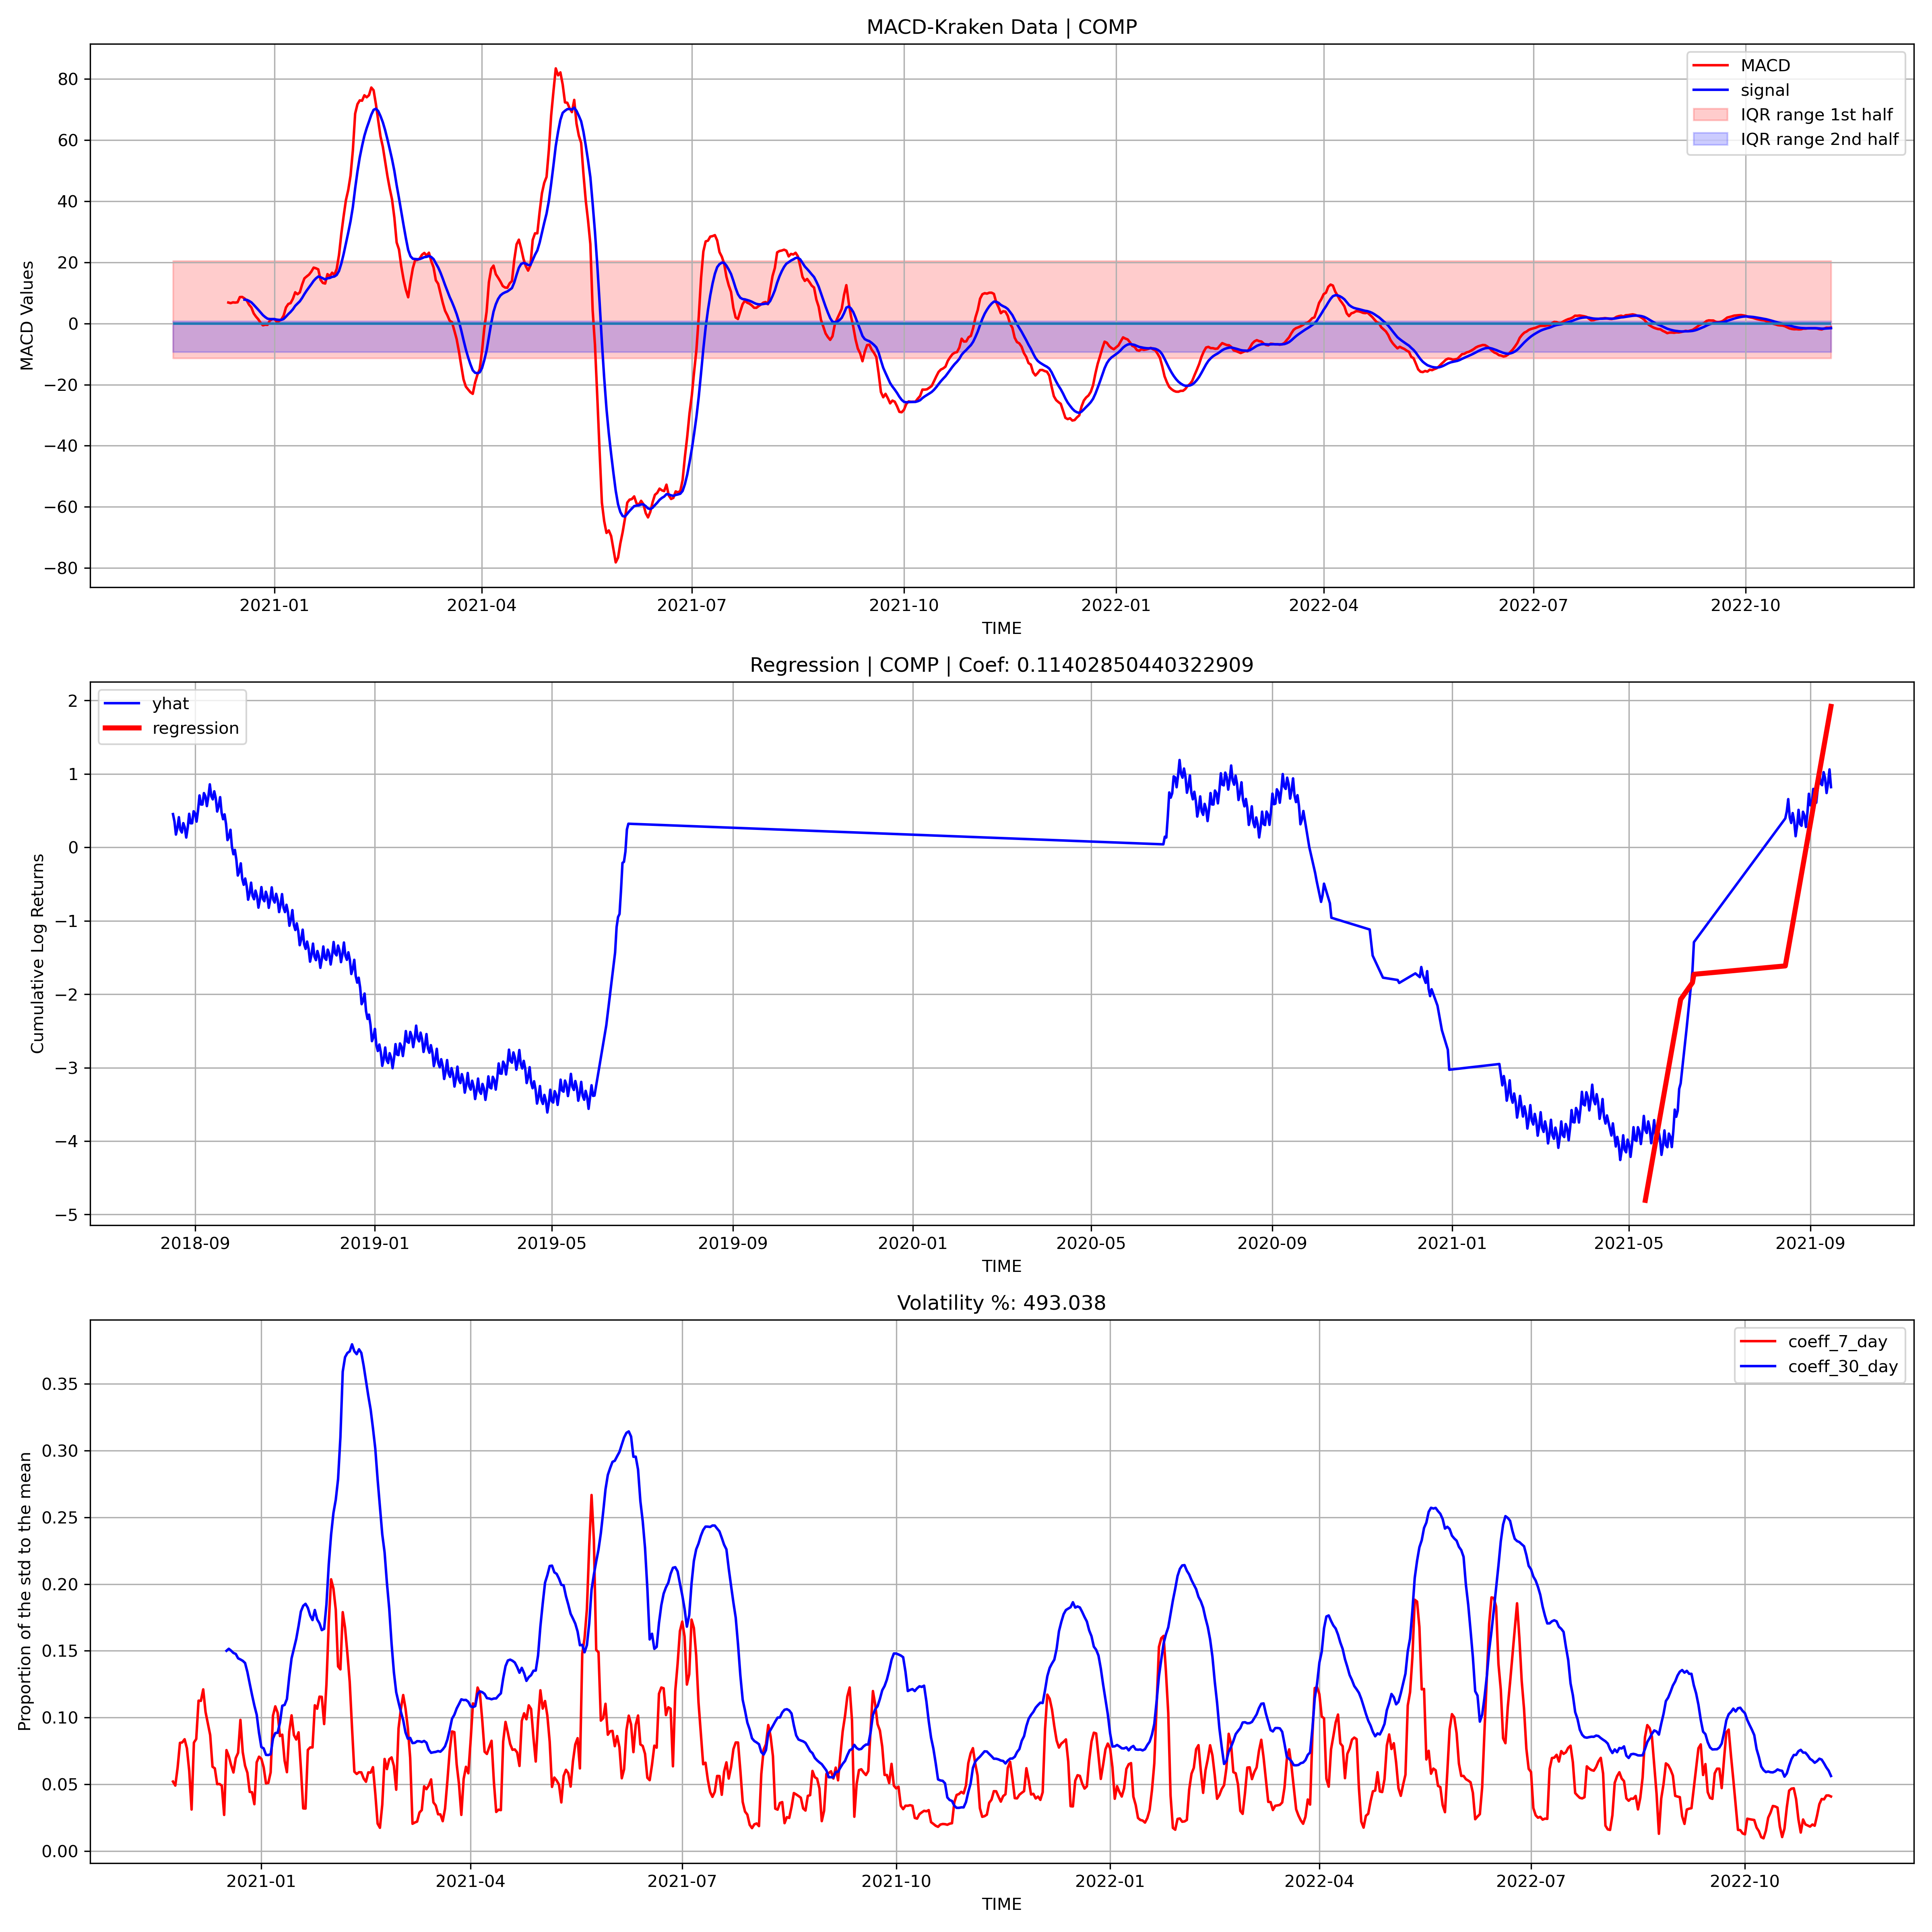 MACD-Kraken Data | COMP
MACD Values
80
60
40
20
0
−20
−40
−60
−80
MACD
signal
IQR range 1st half
IQR range 2nd half
2021-01 2021-04 2021-07 2021-10 2022-01 2022-04 2022-07 2022-10
TIME
Regression | COMP | Coef: 0.11402850440322909
Cumulative Log Returns
2
1
0
−1
−2
−3
−4
−5
yhat
regression
2018-09 2019-01 2019-05 2019-09 2020-01 2020-05 2020-09 2021-01 2021-05 2021-09
TIME
Volatility %: 493.038
Proportion of the std to the mean
0.35
0.30
0.25
0.20
0.15
0.10
0.05
0.00
coeff_7_day
coeff_30_day
2021-01 2021-04 2021-07 2021-10 2022-01 2022-04 2022-07 2022-10
TIME